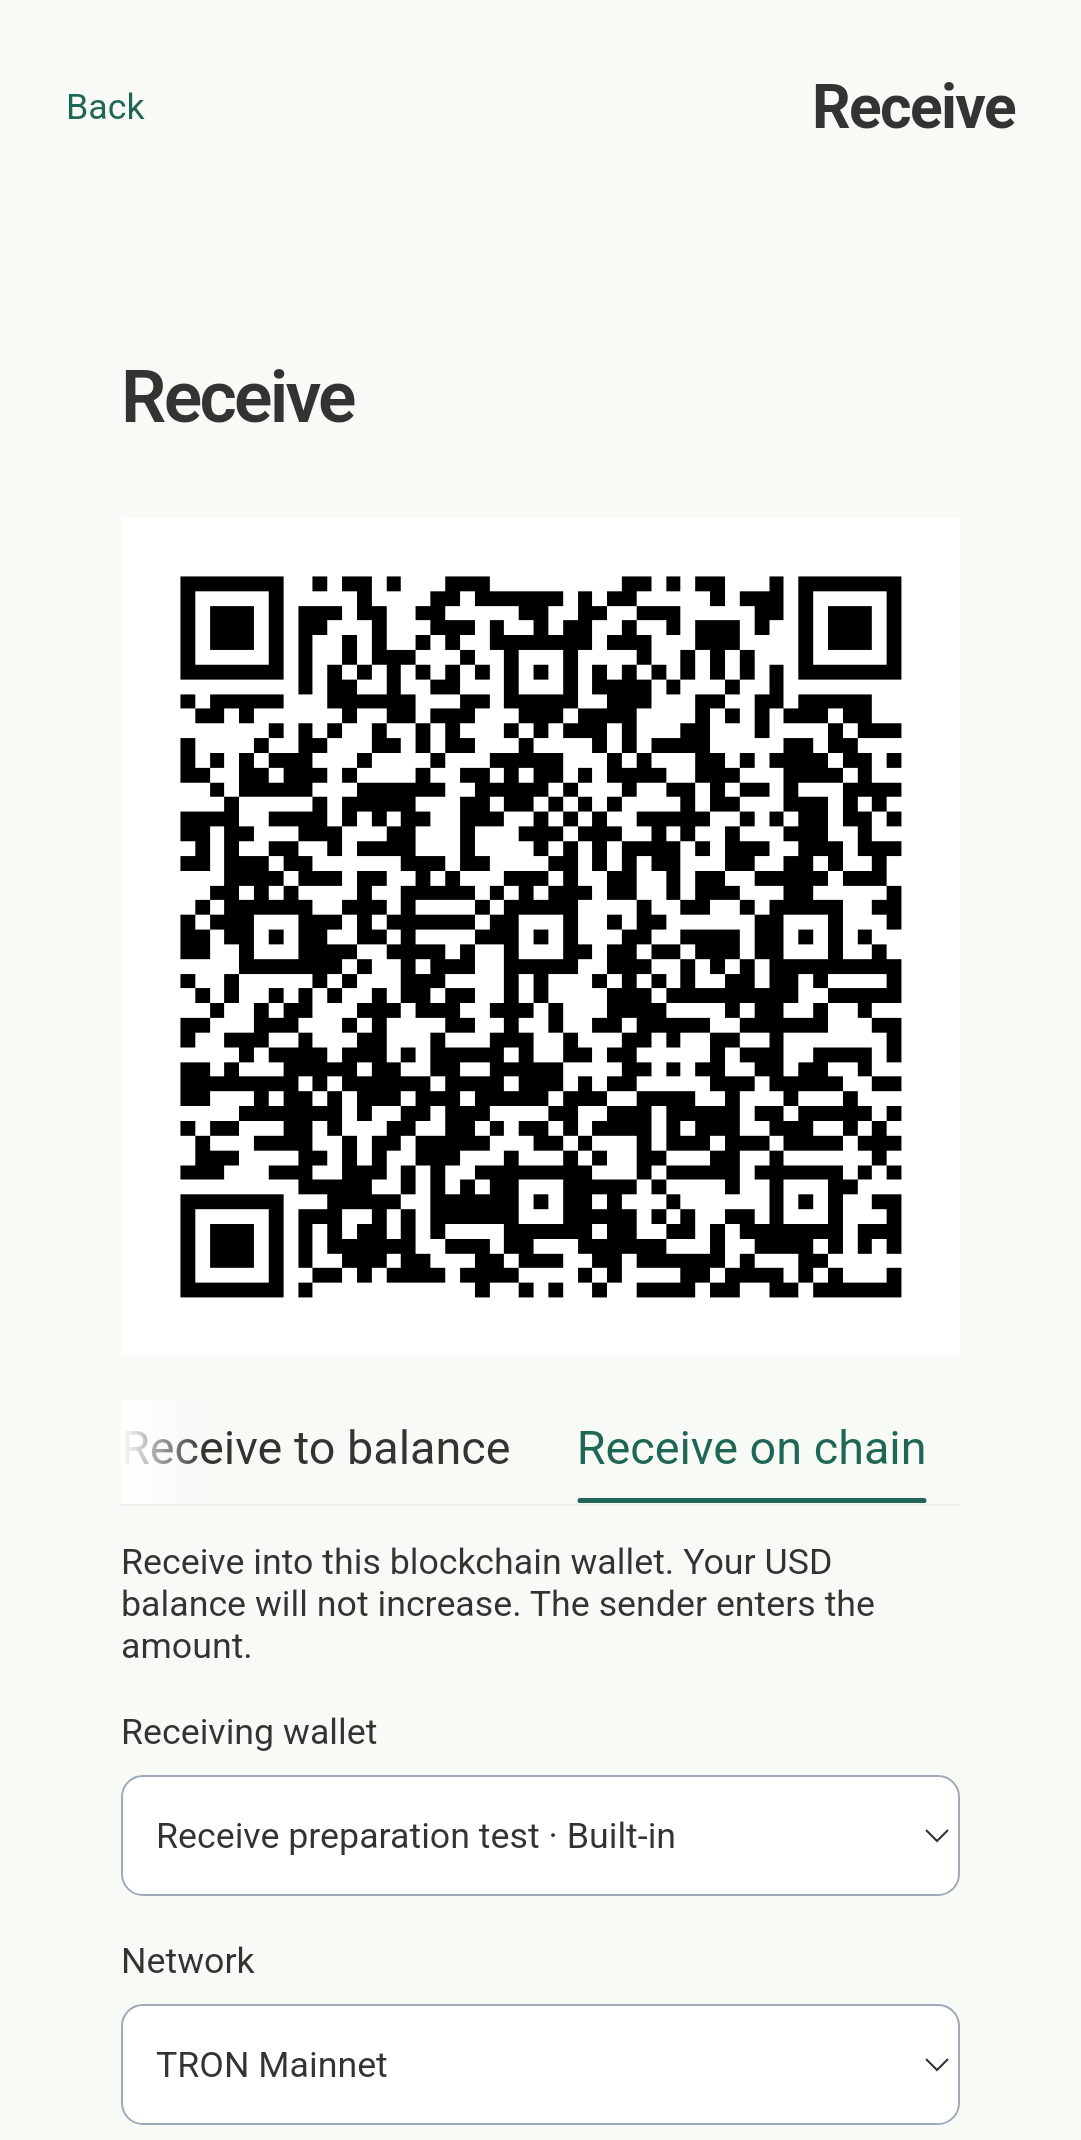 Back
Receive
Receive
Receive to balance
Receive on chain
Receive into this blockchain wallet. Your USD
balance will not increase. The sender enters the
amount.
Receiving wallet
Receive preparation test · Built-in
Network
TRON Mainnet